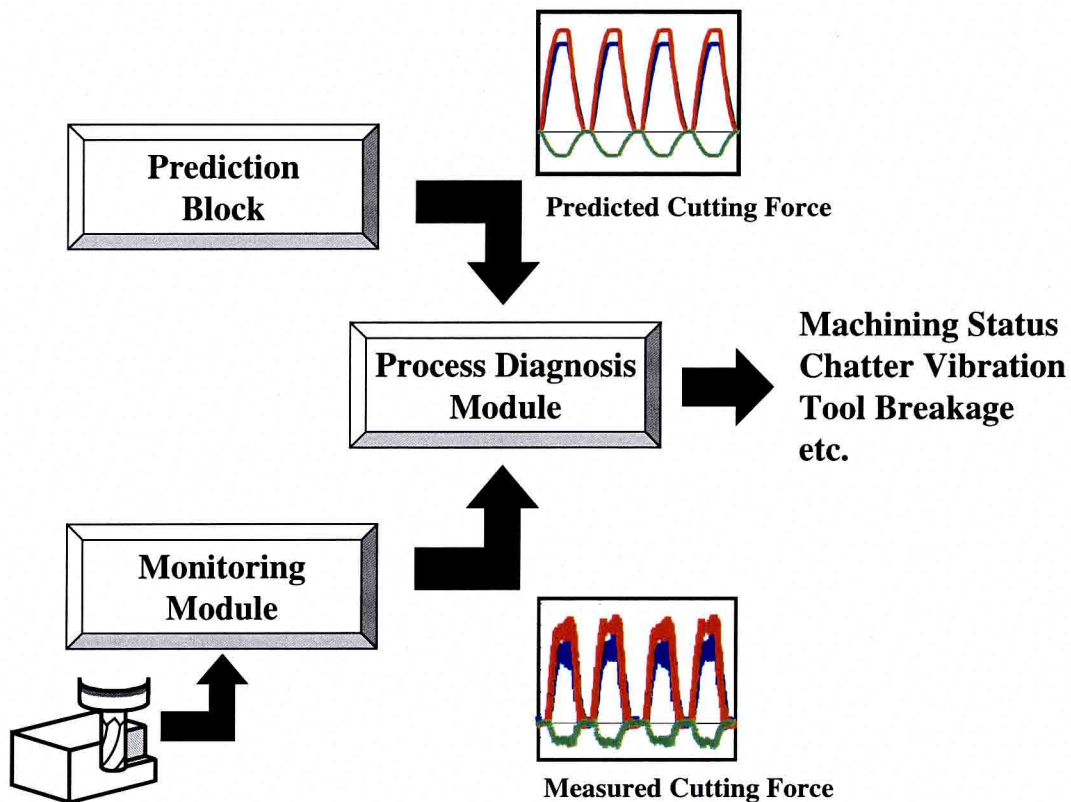 Prediction
Block
Predicted Cutting Force
Process Diagnosis
Module
Machining Status
Chatter Vibration
Tool Breakage
etc.
Monitoring
Module
Measured Cutting Force